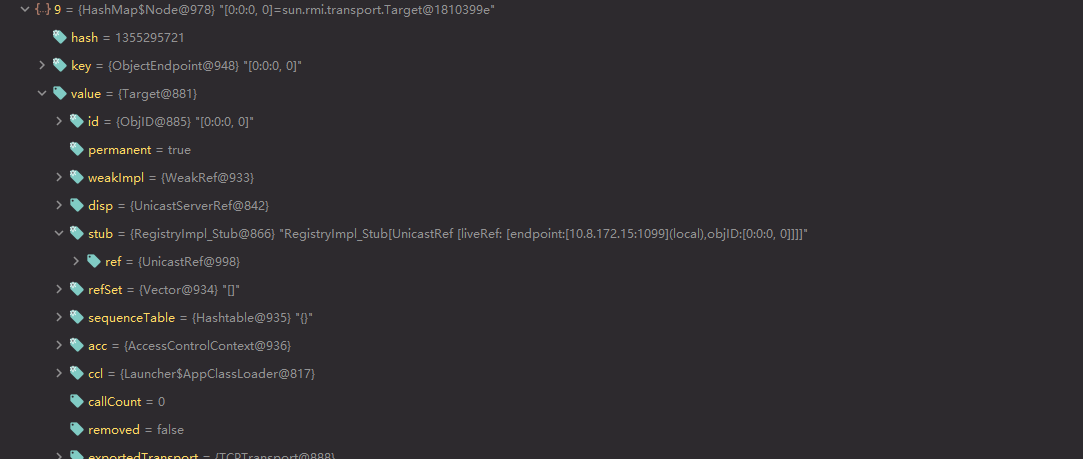 {..} 9 = {HashMap$Node@978} "[0:0:0, 0]=sun.rmi.transport.Target@1810399e"
hash = 1355295721
key = {ObjectEndpoint@948} "[0:0:0, 0]"
value = {Target@881}
id = {ObjID@885} "[0:0:0, 0]"
permanent = true
weakImpl = {WeakRef@933}
disp = {UnicastServerRef@842}
stub = {RegistryImpl_Stub@866} "RegistryImpl_Stub[UnicastRef [liveRef: [endpoint:[10.8.172.15:1099](local),objID:[0:0:0, 0]]]]"
ref = {UnicastRef@998}
refSet = {Vector@934} "[]"
sequenceTable = {Hashtable@935} "{}"
acc = {AccessControlContext@936}
ccl = {Launcher$AppClassLoader@817}
callCount = 0
removed = false
exportedTransport = {TCPTransport@888}